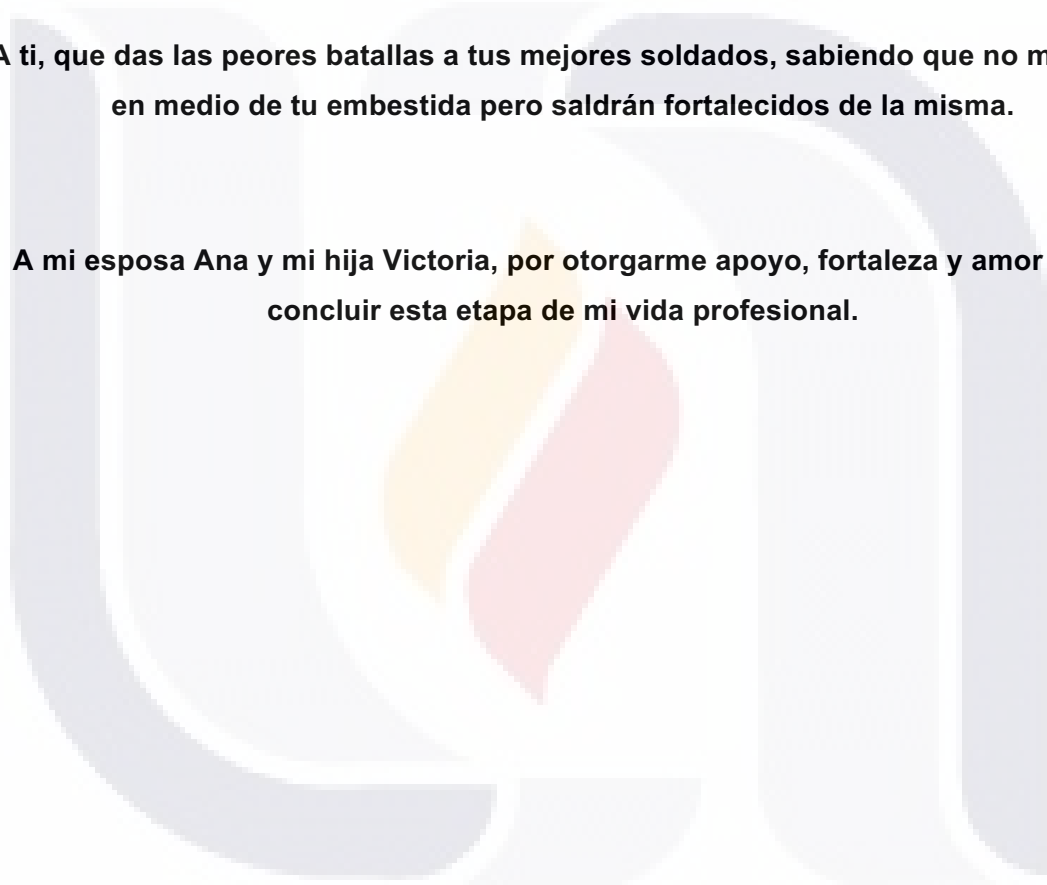 A ti, que das las peores batallas a tus mejores soldados, sabiendo que no
en medio de tu embestida pero saldrán fortalecidos de la misma.
A mi esposa Ana y mi hija Victoria, por otorgarme apoyo, fortaleza y amor
concluir esta etapa de mi vida profesional.